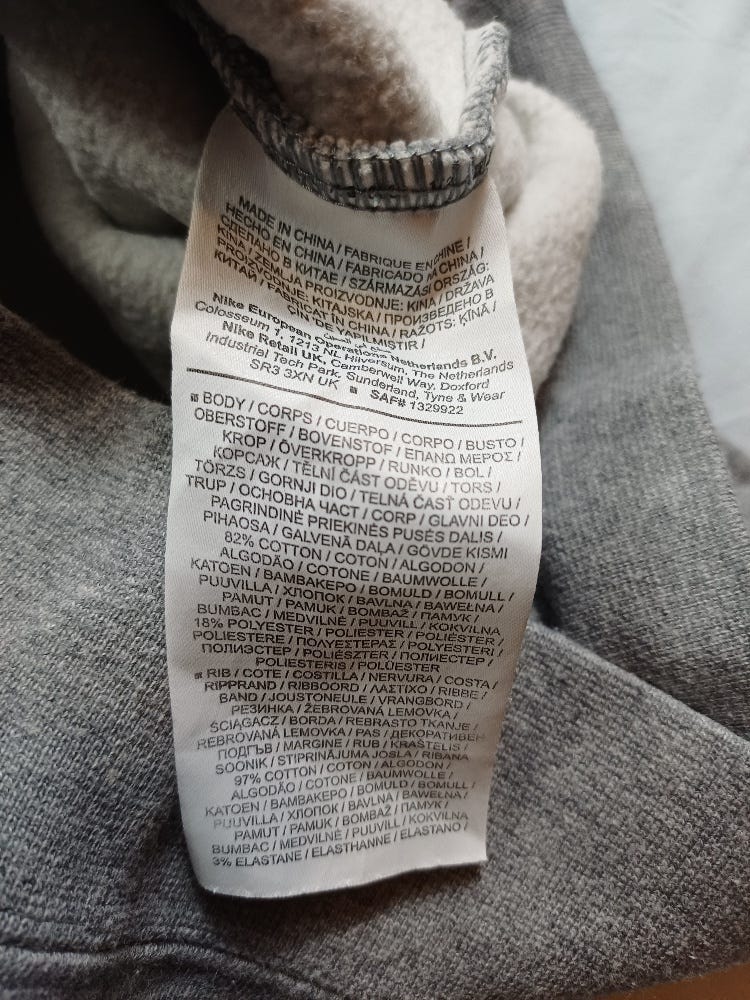 MADE IN CHINA / FABRIQUE EN CHINE /
HECHO EN CHINA / FABRICADO NA CHINA /
СДЕЛАНО В КИТАЕ / SZÁRMAZÁSI ORSZÁG:
KÍNA / ZEMLJA PROIZVODNJE: KINA / DRŽAVA
PROIZVODNJE: KITAJSKA / ПРОИЗВЕДЕНО В
КИТАЙ / FABRICAT ÎN CHINA / RAŽOTS: ĶĪNĀ /
ÇİN'DE YAPILMIŞTIR /
Nike European Operations Netherlands B.V.
Colosseum 1, 1213 NL Hilversum, The Netherlands
Nike Retail UK, Camberwell Way, Doxford
Industrial Tech Park, Sunderland, Tyne & Wear
SR3 3XN UK ■ SAF# 1329922
■ BODY / CORPS / CUERPO / CORPO / BUSTO /
OBERSTOFF / BOVENSTOF / ΕΠΑΝΩ ΜΕΡΟΣ /
KROP / ÖVERKROPP / RUNKO / BOL /
КОРСАЖ / TĚLNÍ ČÁST ODĚVU / TORS /
TÖRZS / GORNJI DIO / TELNÁ ČASŤ ODEVU /
TRUP / ОСНОВНА ЧАСТ / CORP / GLAVNI DEO /
PAGRINDINĖ PRIEKINĖS PUSĖS DALIS /
PIHAOSA / GALVENĀ DAĻA / GÖVDE KISMI
82% COTTON / COTON / ALGODON /
ALGODÃO / COTONE / BAUMWOLLE /
KATOEN / ΒΑΜΒΑΚΕΡΟ / BOMULD / BOMULL /
PUUVILLA / ХЛОПОК / BAVLNA / BAWEŁNA /
PAMUT / PAMUK / BOMBAŽ / ПАМУК /
BUMBAC / MEDVILNĖ / PUUVILL / KOKVILNA
18% POLYESTER / POLIESTER / POLIÉSTER /
POLIESTERE / ΠΟΛΥΕΣΤΕΡΑΣ / POLYESTERI /
ПОЛИЭСТЕР / POLIÉSZTER / ПОЛИЕСТЕР /
POLIESTERIS / POLÜESTER
■ RIB / CÔTE / COSTILLA / NERVURA / COSTA /
RIPPRAND / RIBBOORD / ΛΑΣΤΙΧΟ / RIBBE /
BAND / JOUSTONEULE / VRANGBORD /
РЕЗИНКА / ŽEBROVANÁ LEMOVKA /
ŚCIĄGACZ / BORDA / REBRASTO TKANJE /
REBROVANÁ LEMOVKA / PAS / ДЕКОРАТИВЕН
ПОДГЪВ / MARGINE / RUB / KRAŠTELIS /
SOONIK / STIPRINĀJUMA JOSLA / RIBANA
97% COTTON / COTON / ALGODON /
ALGODÃO / COTONE / BAUMWOLLE /
KATOEN / ΒΑΜΒΑΚΕΡΟ / BOMULD / BOMULL /
PUUVILLA / ХЛОПОК / BAVLNA / BAWEŁNA /
PAMUT / PAMUK / BOMBAŽ / ПАМУК /
BUMBAC / MEDVILNĖ / PUUVILL / KOKVILNA
3% ELASTANE / ELASTHANNE / ELASTANO /